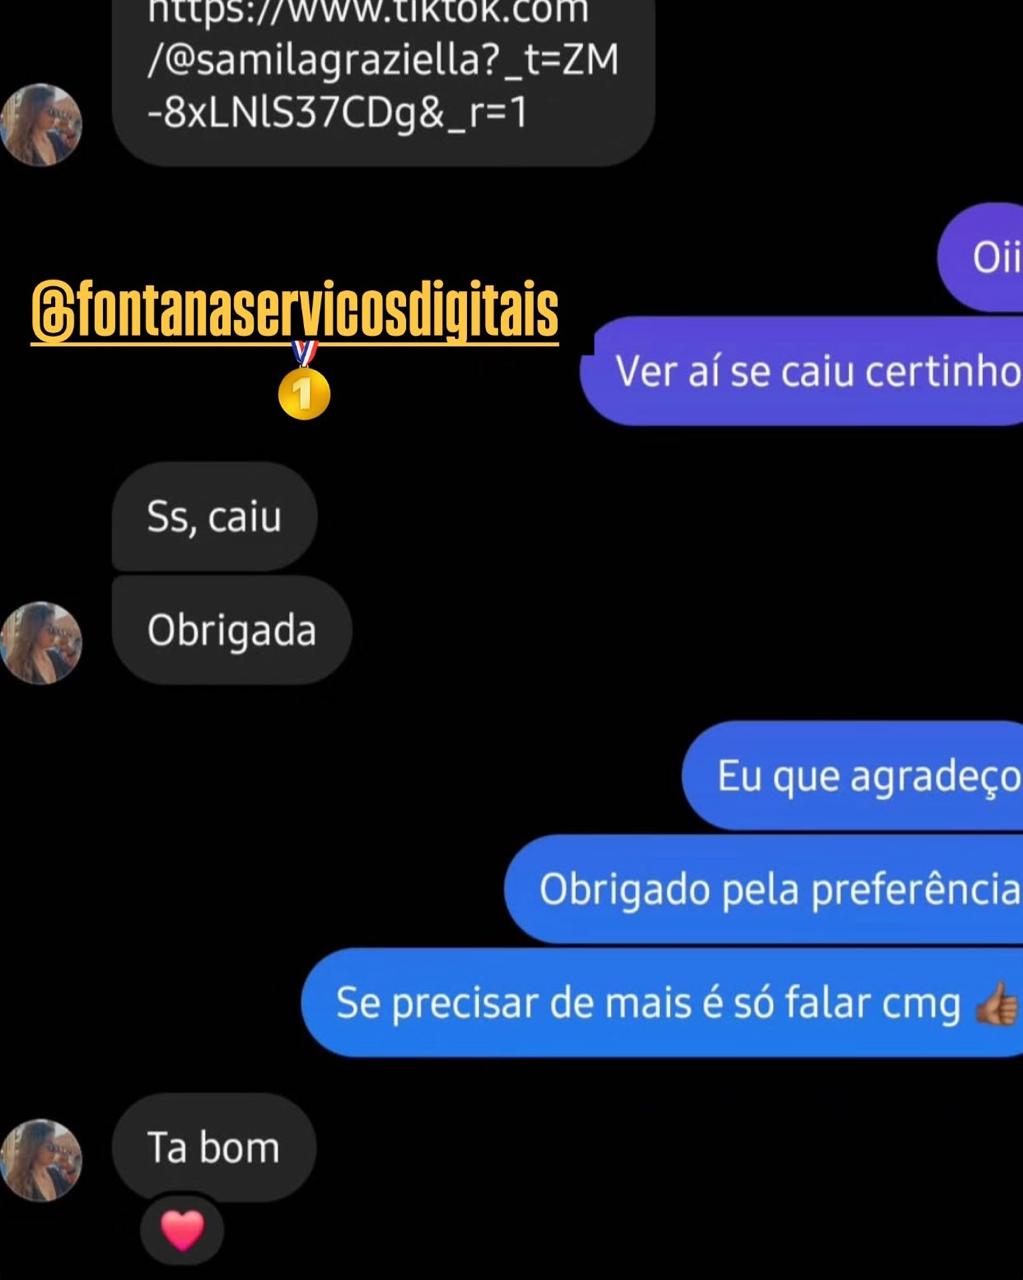 https://www.tiktok.com
/@samilagraziella?_t=ZM
-8xLNlS37CDg&_r=1
Oii
@fontanaservicosdigitais
1
Ver aí se caiu certinho
Ss, caiu
Obrigada
Eu que agradeço
Obrigado pela preferência
Se precisar de mais é só falar cmg 👍🏾
Ta bom